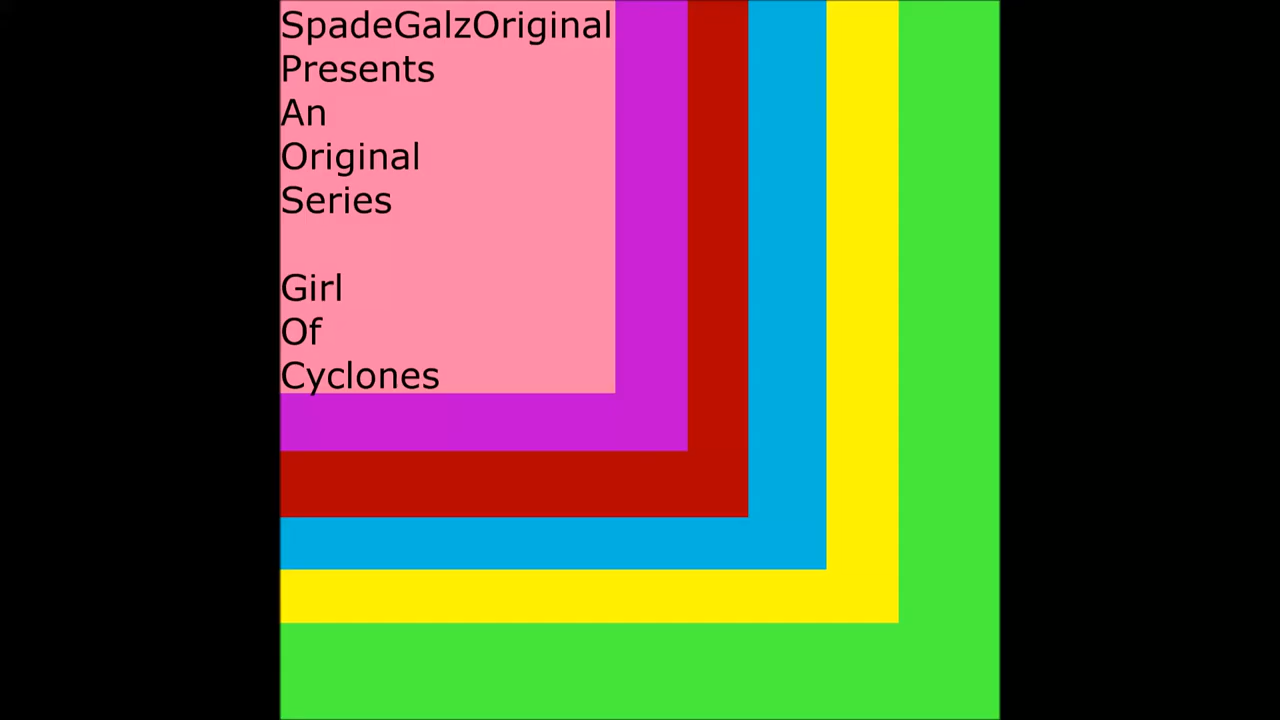 SpadeGalzOriginal
Presents
An
Original
Series
Girl
Of
Cyclones